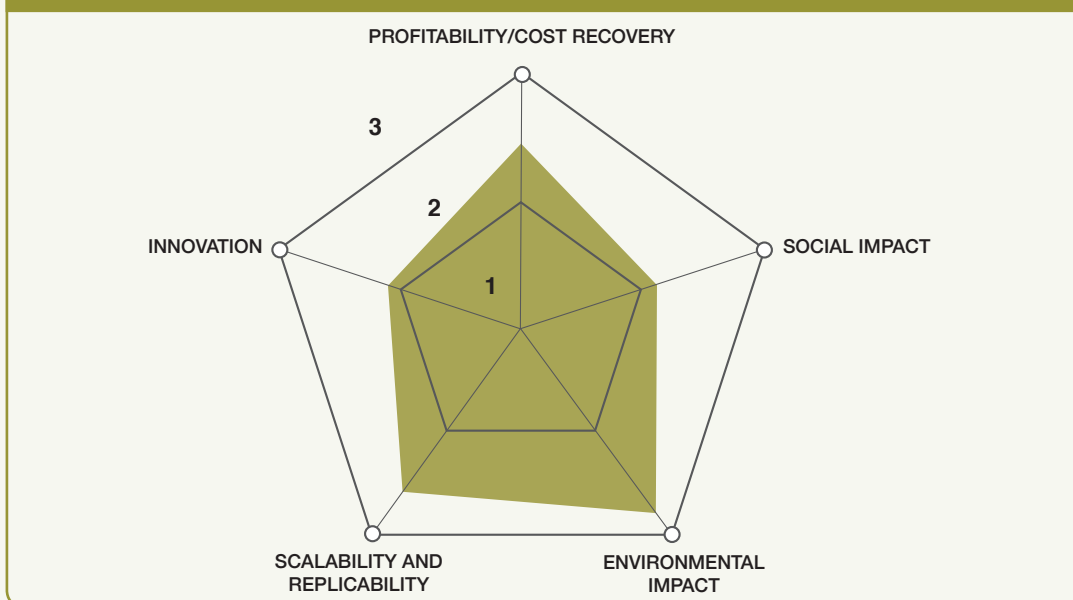 PROFITABILITY/COST RECOVERY
3
2
INNOVATION
SOCIAL IMPACT
1
SCALABILITY AND
REPLICABILITY
ENVIRONMENTAL
IMPACT